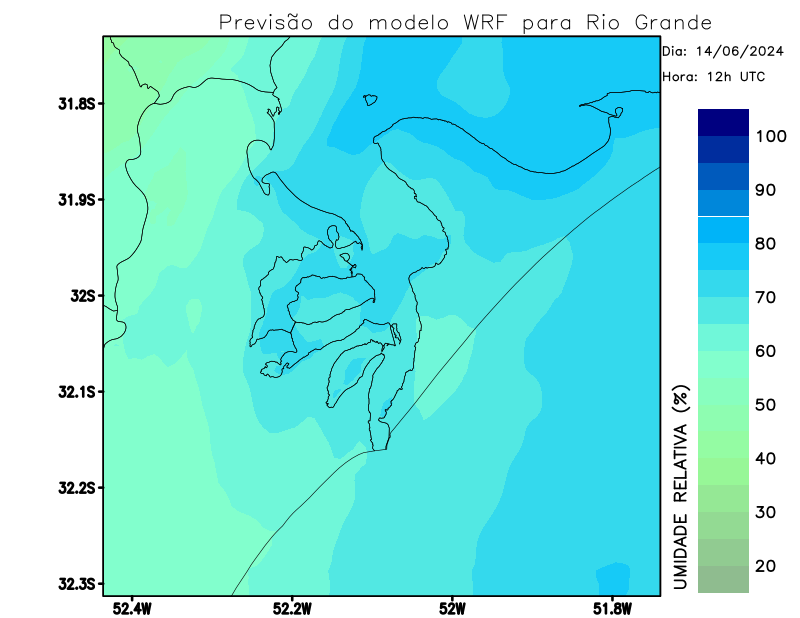 Previsão do modelo WRF para Rio Grande
Dia: 14/06/2024
Hora: 12h UTC
31.8S
31.9S
32S
32.1S
32.2S
32.3S
52.4W
52.2W
52W
51.8W
100
90
80
70
60
50
40
30
20
UMIDADE RELATIVA (%)